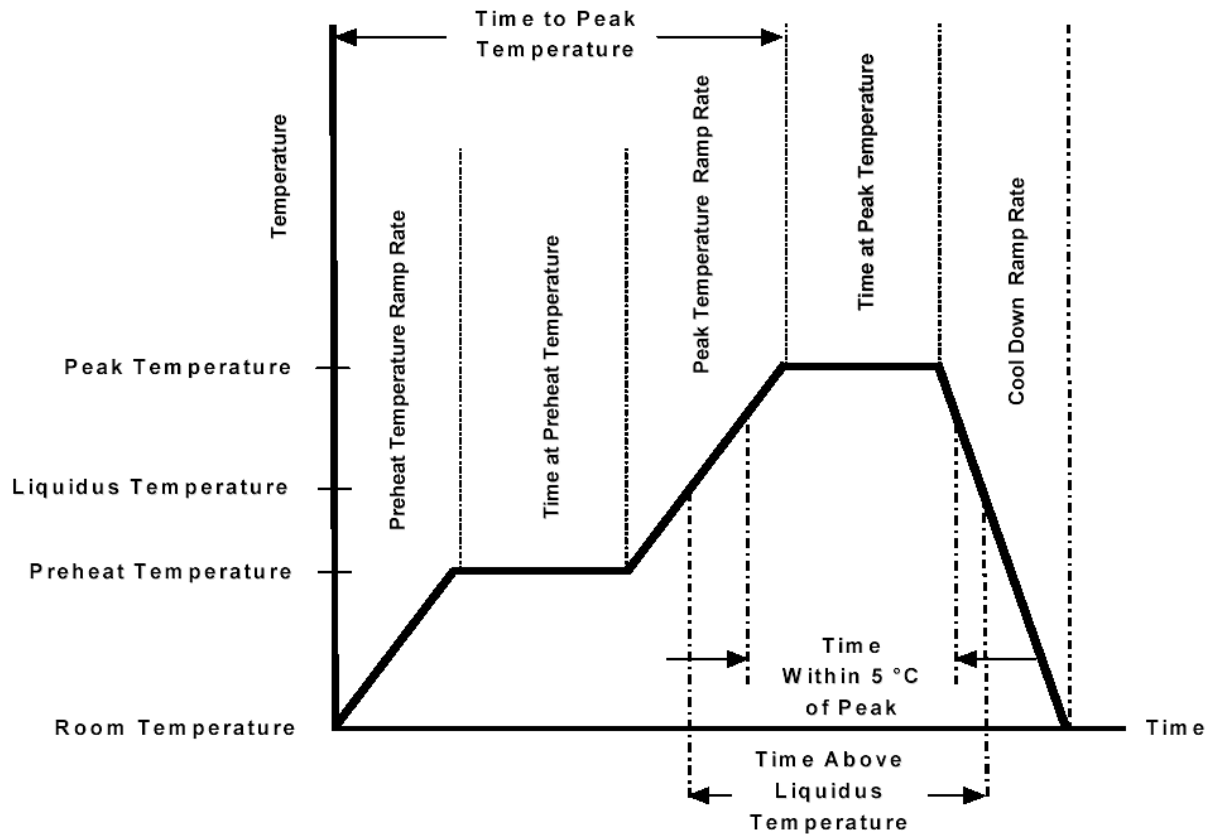 Time to Peak
Temperature
Temperature
Preheat Temperature Ramp Rate
Time at Preheat Temperature
Peak Temperature Ramp Rate
Time at Peak Temperature
Cool Down Ramp Rate
Peak Temperature
Liquidus Temperature
Preheat Temperature
Room Temperature
Time
Within 5 °C
of Peak
Time
Time Above
Liquidus
Temperature